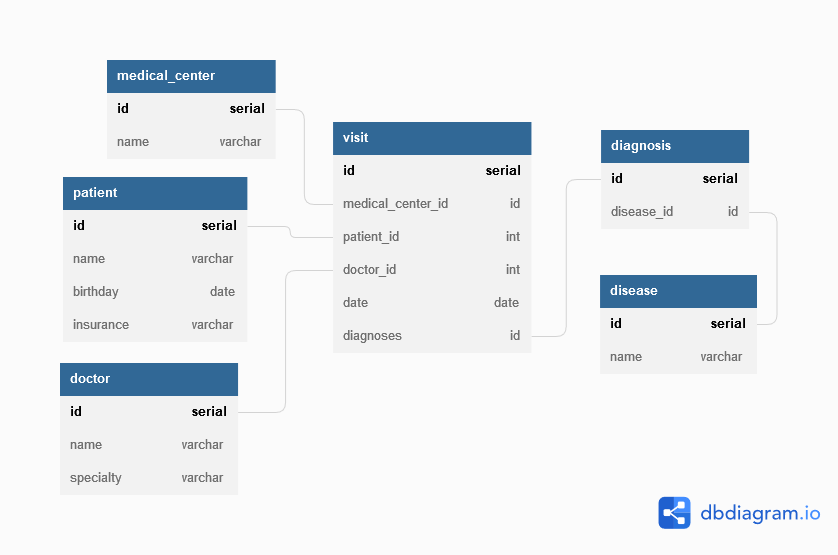 medical_center
id serial
name varchar
patient
id serial
name varchar
birthday date
insurance varchar
doctor
id serial
name varchar
specialty varchar
visit
id serial
medical_center_id id
patient_id int
doctor_id int
date date
diagnoses id
diagnosis
id serial
disease_id id
disease
id serial
name varchar
dbdiagram.io